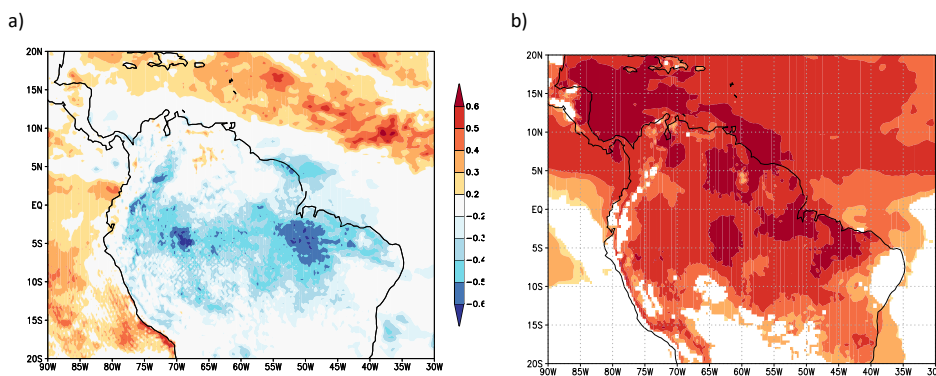 a)
20N
15N
10N
5N
EQ
5S
10S
15S
20S
90W 85W 80W 75W 70W 65W 60W 55W 50W 45W 40W 35W 30W
0.6
0.5
0.4
0.3
0.2
-0.2
-0.3
-0.4
-0.5
-0.6
b)
20N
15N
10N
5N
EQ
5S
10S
15S
20S
90W 85W 80W 75W 70W 65W 60W 55W 50W 45W 40W 35W 30